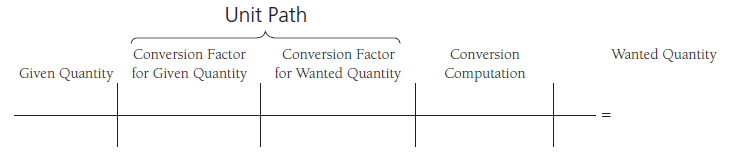 Unit Path
Given Quantity
Conversion Factor
for Given Quantity
Conversion Factor
for Wanted Quantity
Conversion
Computation
Wanted Quantity
=